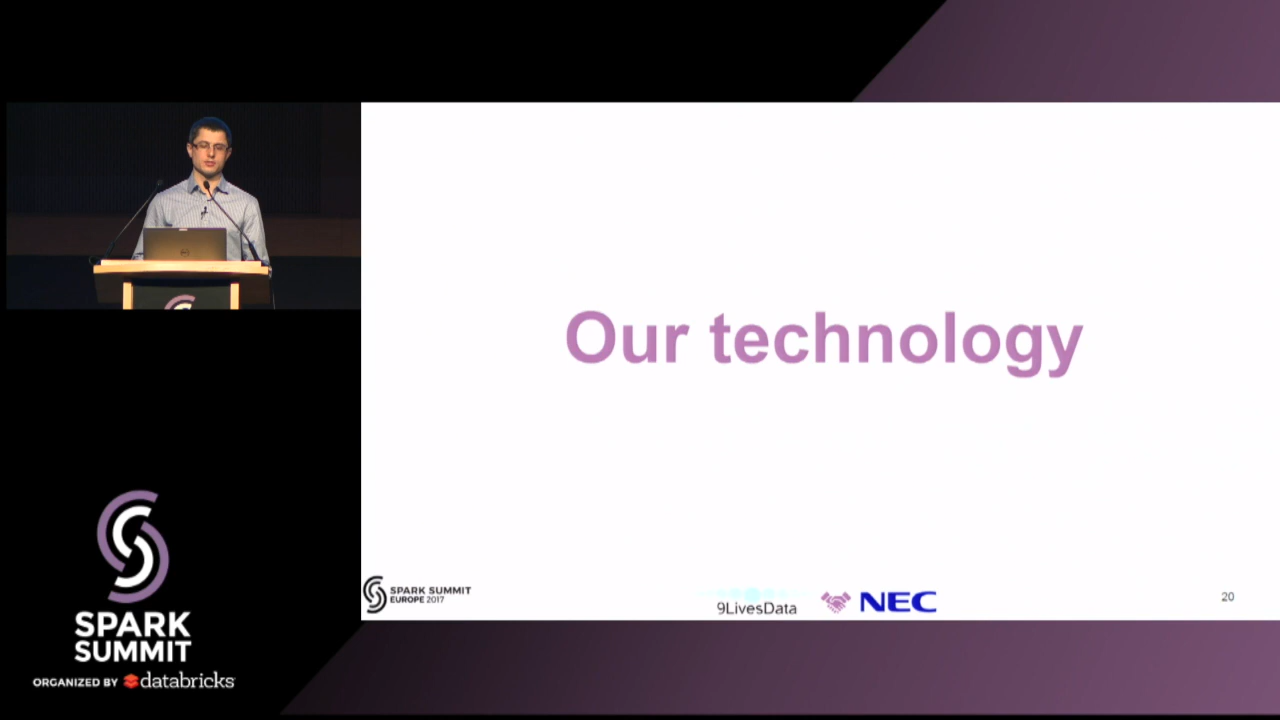 Our technology
SPARK SUMMIT
EUROPE 2017
9LivesData
NEC
20
SPARK
SUMMIT
ORGANIZED BY databricks